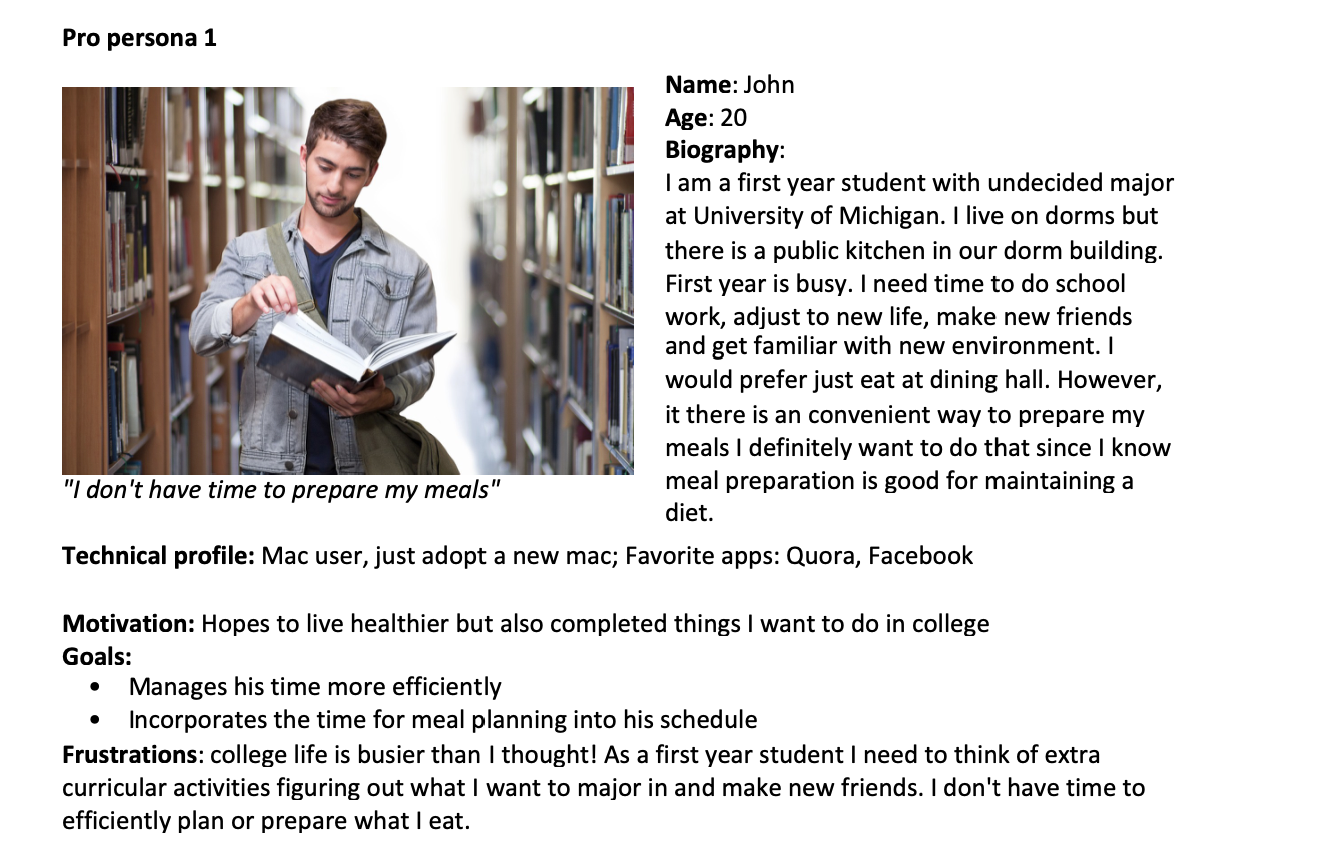 Pro persona 1
Name: John
Age: 20
Biography:
I am a first year student with undecided major
at University of Michigan. I live on dorms but
there is a public kitchen in our dorm building.
First year is busy. I need time to do school
work, adjust to new life, make new friends
and get familiar with new environment. I
would prefer just eat at dining hall. However,
it there is an convenient way to prepare my
meals I definitely want to do that since I know
meal preparation is good for maintaining a
diet.
"I don't have time to prepare my meals"
Technical profile: Mac user, just adopt a new mac; Favorite apps: Quora, Facebook
Motivation: Hopes to live healthier but also completed things I want to do in college
Goals:
• Manages his time more efficiently
• Incorporates the time for meal planning into his schedule
Frustrations: college life is busier than I thought! As a first year student I need to think of extra
curricular activities figuring out what I want to major in and make new friends. I don't have time to
efficiently plan or prepare what I eat.